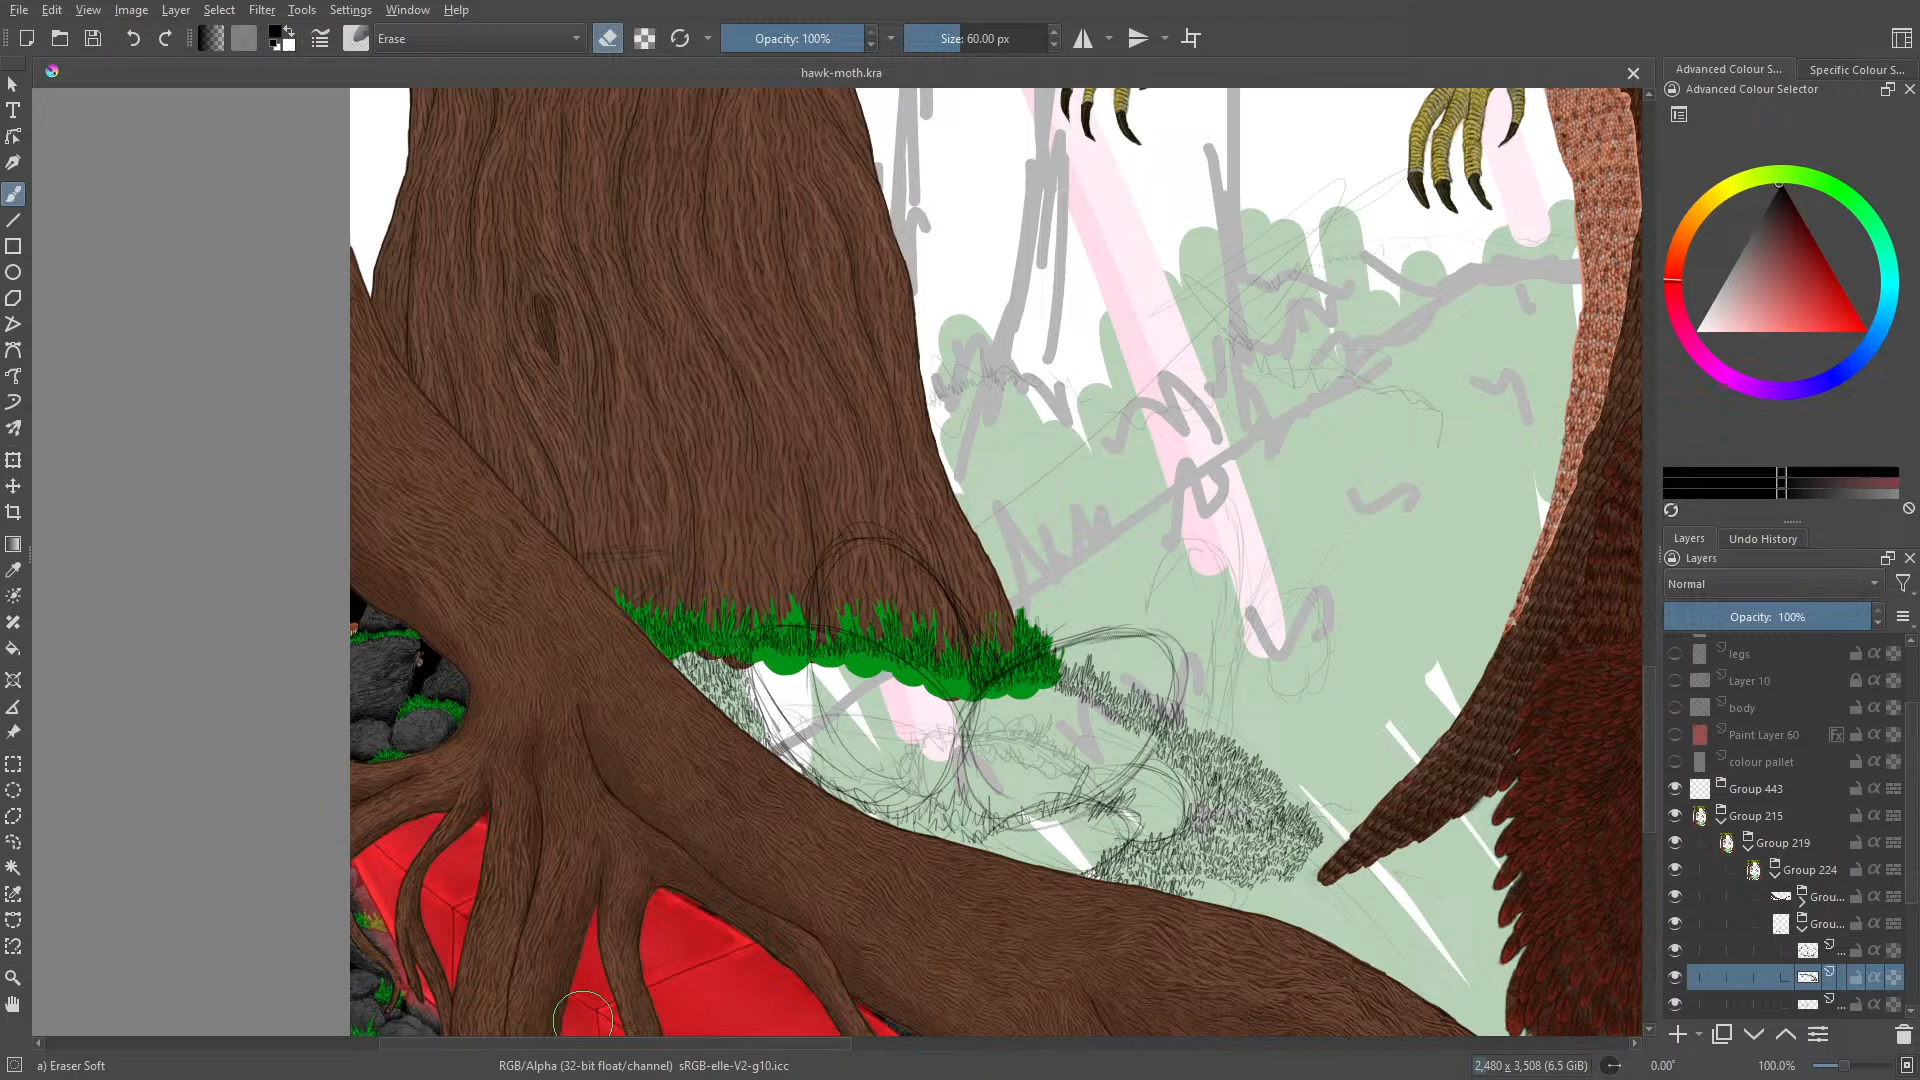 File Edit View Image Layer Select Filter Tools Settings Window Help
Erase Opacity: 100% Size: 60.00 px
hawk-moth.kra
Advanced Colour S... Specific Colour S...
Advanced Colour Selector
Layers Undo History
Layers
Normal
Opacity: 100%
legs
Layer 10
body
Paint Layer 60
colour pallet
Group 443
Group 215
Group 219
Group 224
Grou...
Grou...
...
...
a) Eraser Soft
RGB/Alpha (32-bit float/channel) sRGB-elle-V2-g10.icc
2,480 x 3,508 (6.5 GiB)
0.00°
100.0%